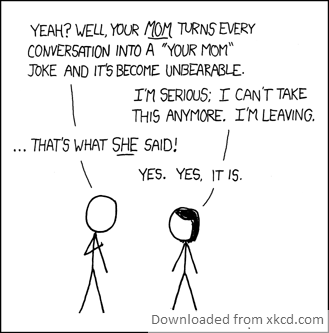 YEAH? WELL, YOUR MOM TURNS EVERY
CONVERSATION INTO A "YOUR MOM"
JOKE AND IT'S BECOME UNBEARABLE.
I'M SERIOUS; I CAN'T TAKE
THIS ANYMORE. I'M LEAVING.
... THAT'S WHAT SHE SAID!
YES. YES, IT IS.
Downloaded from xkcd.com